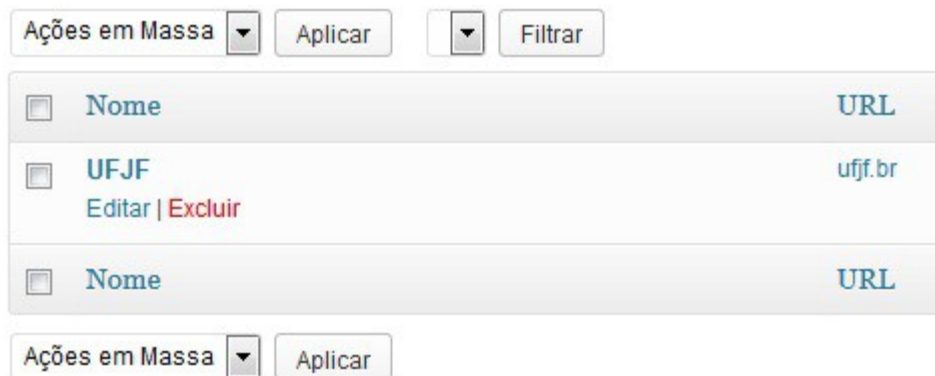 Ações em Massa Aplicar Filtrar
Nome URL
UFJF ufjf.br
Editar | Excluir
Nome URL
Ações em Massa Aplicar